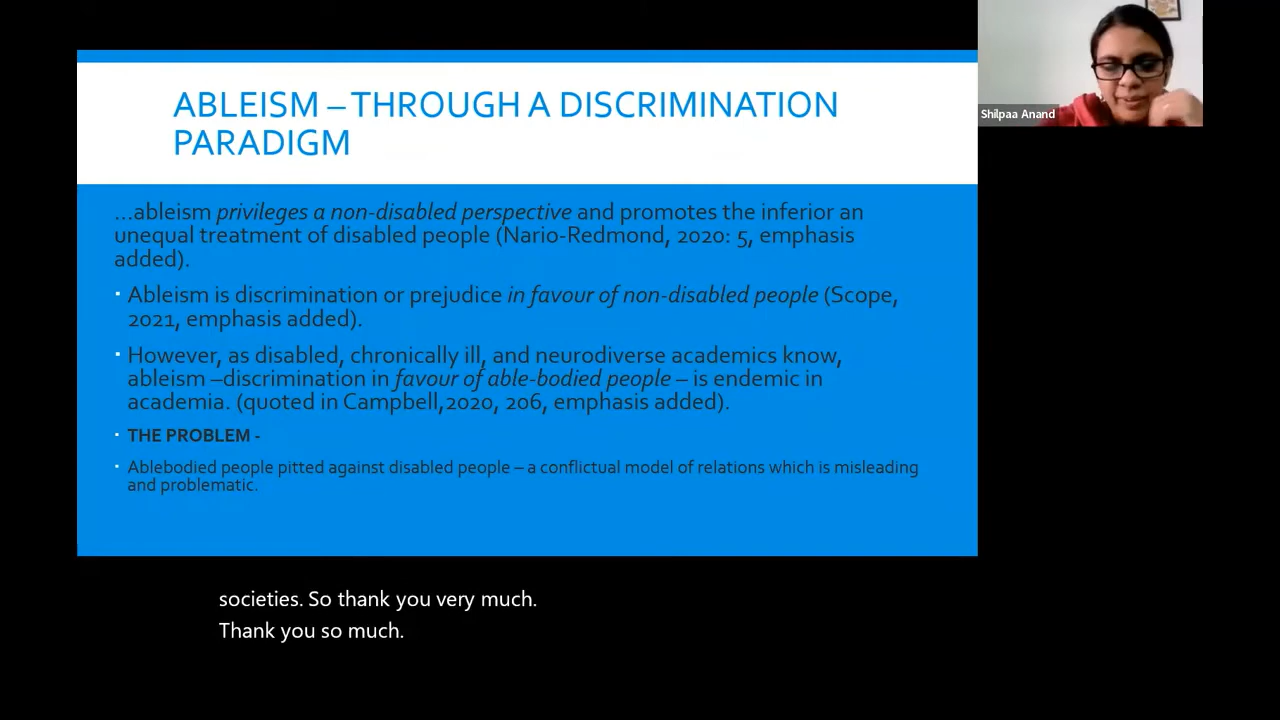 ABLEISM – THROUGH A DISCRIMINATION
PARADIGM
Shilpaa Anand
...ableism privileges a non-disabled perspective and promotes the inferior an
unequal treatment of disabled people (Nario-Redmond, 2020: 5, emphasis
added).
▪ Ableism is discrimination or prejudice in favour of non-disabled people (Scope,
2021, emphasis added).
▪ However, as disabled, chronically ill, and neurodiverse academics know,
ableism –discrimination in favour of able-bodied people – is endemic in
academia. (quoted in Campbell,2020, 206, emphasis added).
▪ THE PROBLEM -
▪ Ablebodied people pitted against disabled people – a conflictual model of relations which is misleading
and problematic.
societies. So thank you very much.
Thank you so much.